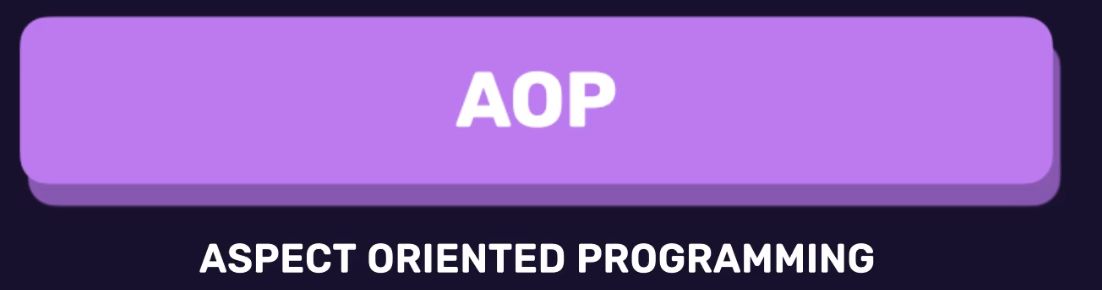 AOP
ASPECT ORIENTED PROGRAMMING